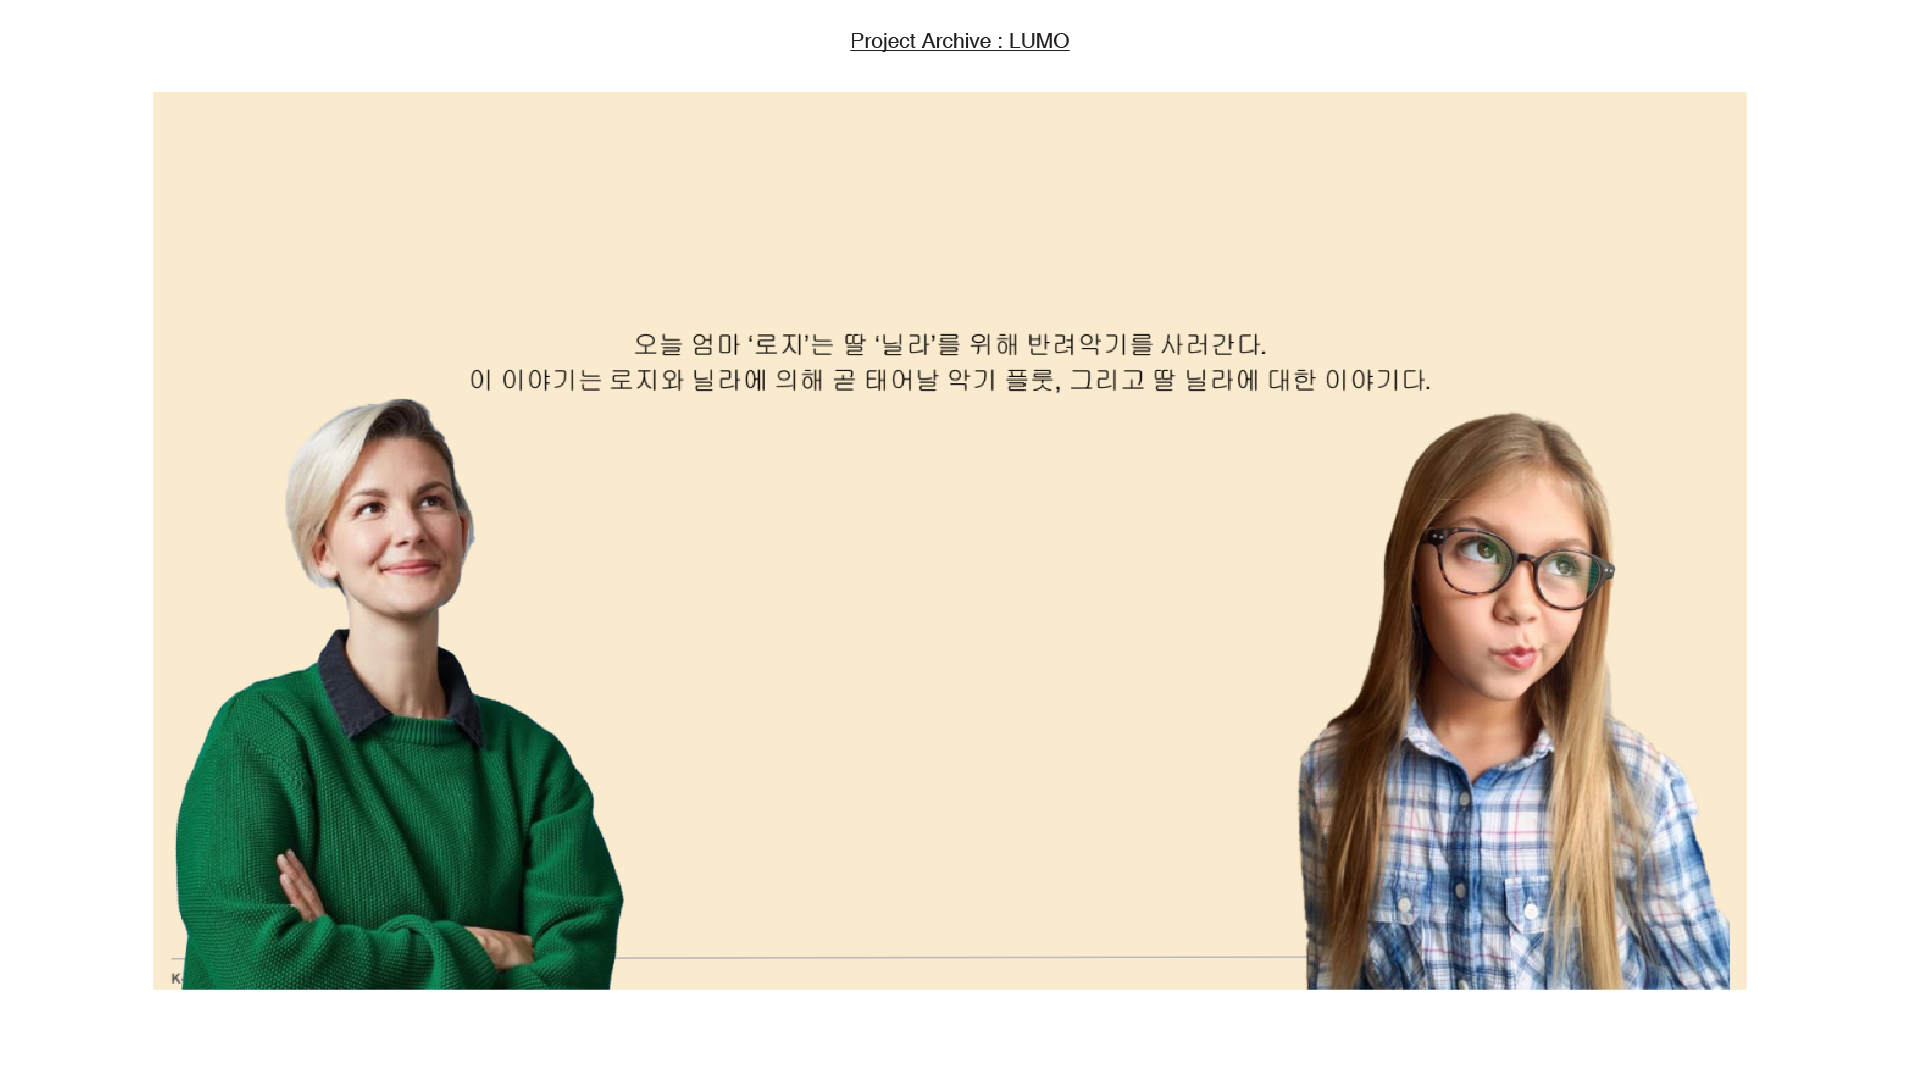 Project Archive : LUMO
오늘 엄마 ‘로지’는 딸 ‘닐라’를 위해 반려악기를 사러간다.
이 이야기는 로지와 닐라에 의해 곧 태어날 악기 플룻, 그리고 딸 닐라에 대한 이야기다.